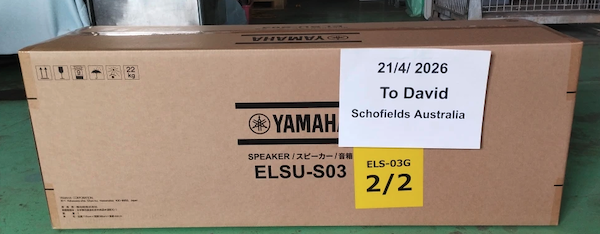 22
kg
21/4/ 2026
To David
Schofields Australia
YAMAHA
SPEAKER/スピーカー/音箱
ELSU-S03
ELS-03G
2/2